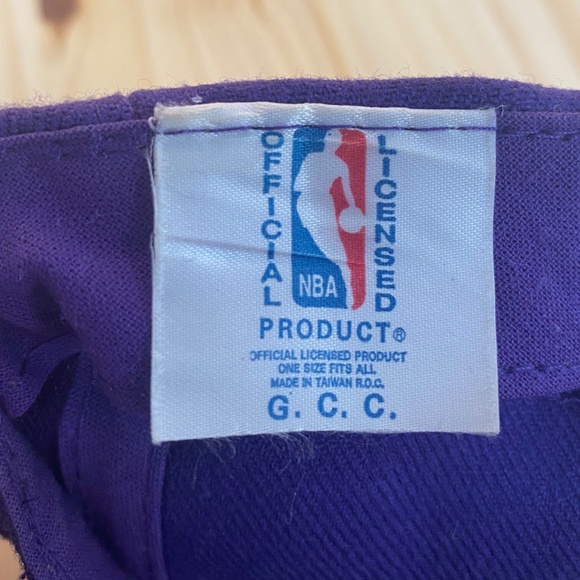 OFFICIAL
LICENSED
NBA
PRODUCT®
OFFICIAL LICENSED PRODUCT
ONE SIZE FITS ALL
MADE IN TAIWAN R.O.C.
G. C. C.